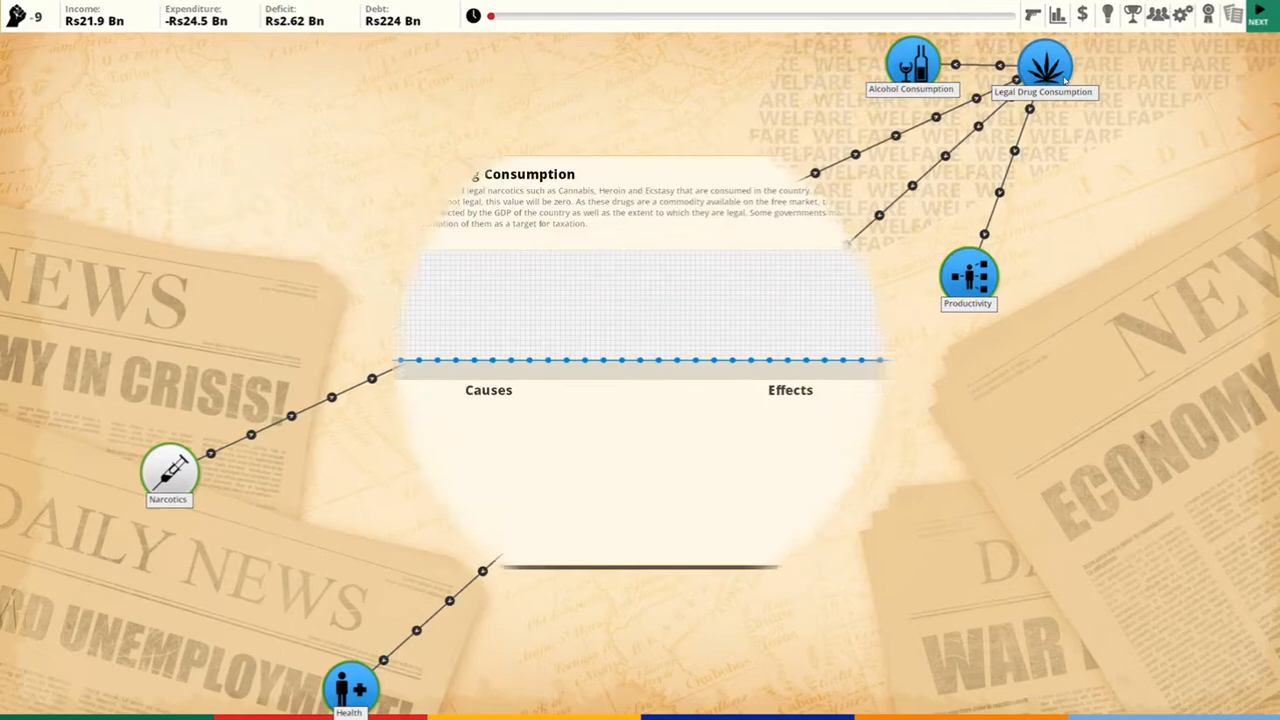 -9
Income:
Rs21.9 Bn
Expenditure:
-Rs24.5 Bn
Deficit:
Rs2.62 Bn
Debt:
Rs224 Bn
NEXT
WELFARE WELFARE WELFARE
Alcohol Consumption
Legal Drug Consumption
g Consumption
legal narcotics such as Cannabis, Heroin and Ecstasy that are consumed in the country.
not legal, this value will be zero. As these drugs are a commodity available on the free market,
cted by the GDP of the country as well as the extent to which they are legal. Some governments
ption of them as a target for taxation.
Productivity
Causes
Effects
Narcotics
Health
NEWS
MY IN CRISIS!
DAILY NEWS
AD UNEMPLOYM
NEW
ECONOMY
DA
WAR